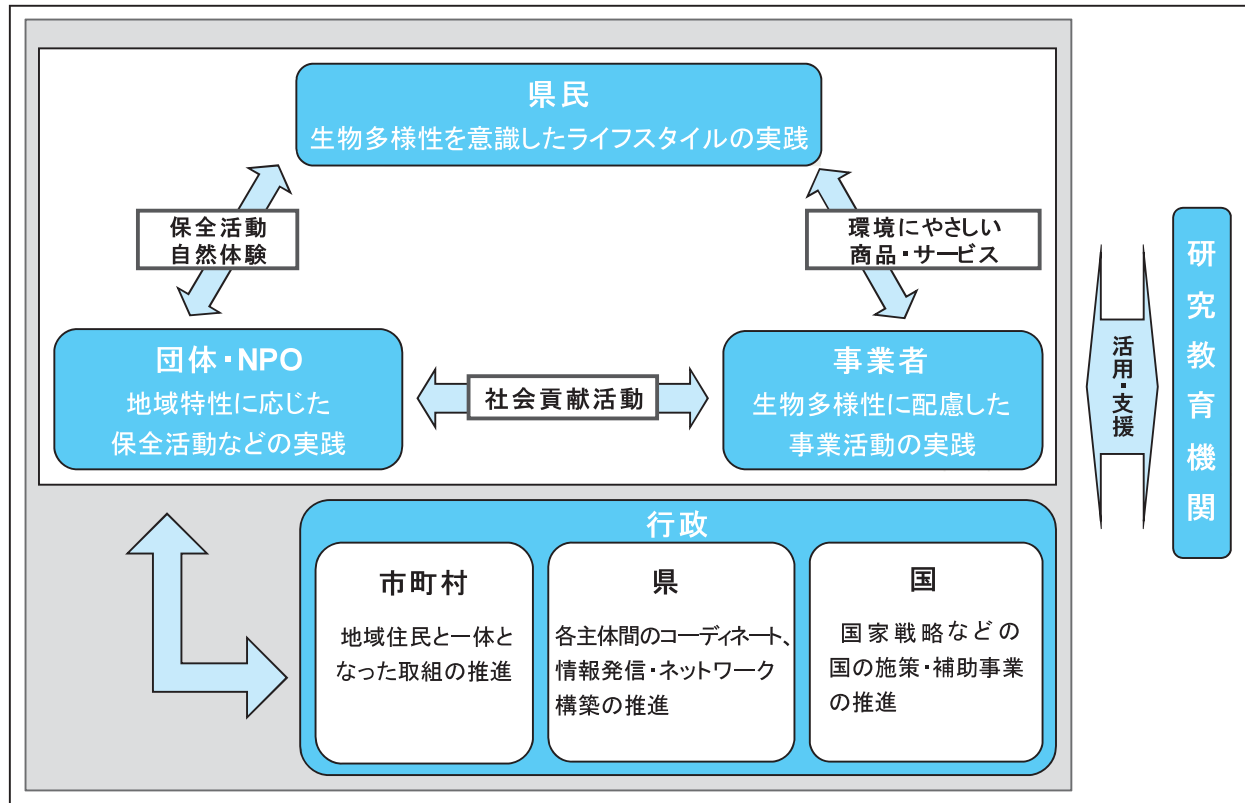 県民
生物多様性を意識したライフスタイルの実践
保全活動
自然体験
環境にやさしい
商品・サービス
団体・NPO
地域特性に応じた
保全活動などの実践
社会貢献活動
事業者
生物多様性に配慮した
事業活動の実践
行政
市町村
地域住民と一体と
なった取組の推進
県
各主体間のコーディネート、
情報発信・ネットワーク
構築の推進
国
国家戦略などの
国の施策・補助事業
の推進
活用・支援
研究教育機関